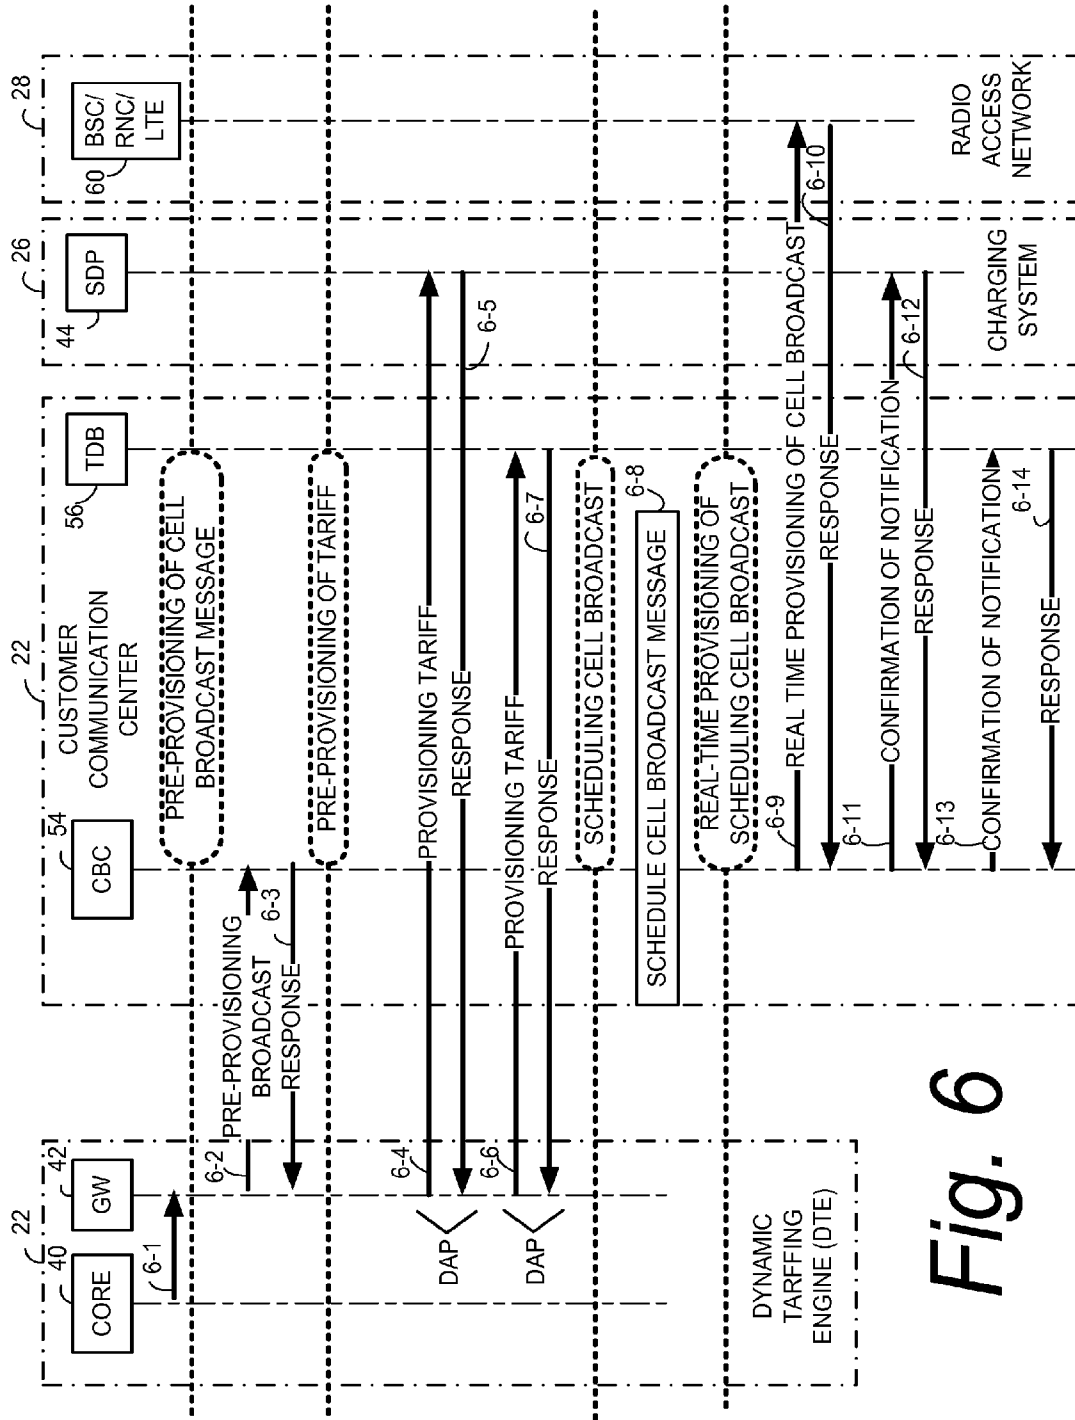 22
22
26
28
40
42
54
56
44
60
CORE
GW
CBC
TDB
SDP
BSC/
RNC/
LTE
CUSTOMER
COMMUNICATION
CENTER
6-1
PRE-PROVISIONING OF CELL
BROADCAST MESSAGE
6-2
PRE-PROVISIONING
BROADCAST
6-3
RESPONSE
PRE-PROVISIONING OF TARIFF
6-4
PROVISIONING TARIFF
DAP
RESPONSE
6-5
6-6
PROVISIONING TARIFF
DAP
RESPONSE
6-7
SCHEDULING CELL BROADCAST
SCHEDULE CELL BROADCAST MESSAGE
6-8
REAL-TIME PROVISIONING OF
SCHEDULING CELL BROADCAST
6-9
REAL TIME PROVISIONING OF CELL BROADCAST
6-10
RESPONSE
6-11
CONFIRMATION OF NOTIFICATION
6-12
RESPONSE
6-13
CONFIRMATION OF NOTIFICATION
6-14
RESPONSE
DYNAMIC
TARFFING
ENGINE (DTE)
CHARGING
SYSTEM
RADIO
ACCESS
NETWORK
Fig. 6